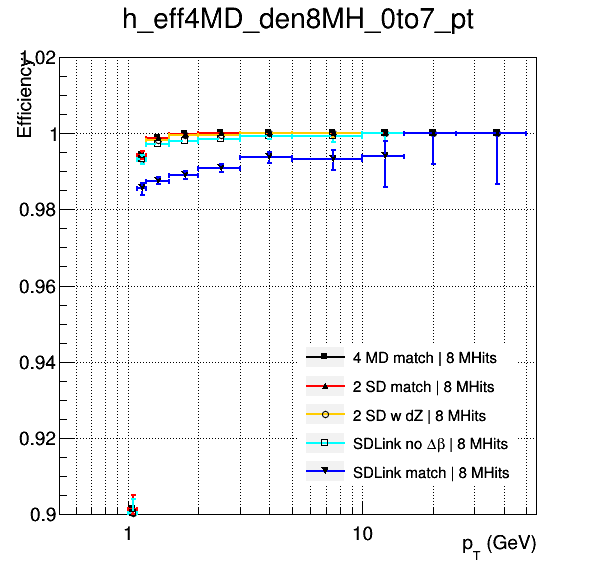 h_eff4MD_den8MH_0to7_pt
Efficiency
1.02
1
0.98
0.96
0.94
0.92
0.9
4 MD match | 8 MHits
2 SD match | 8 MHits
2 SD w dZ | 8 MHits
SDLink no Δβ | 8 MHits
SDLink match | 8 MHits
1 10
p_T (GeV)